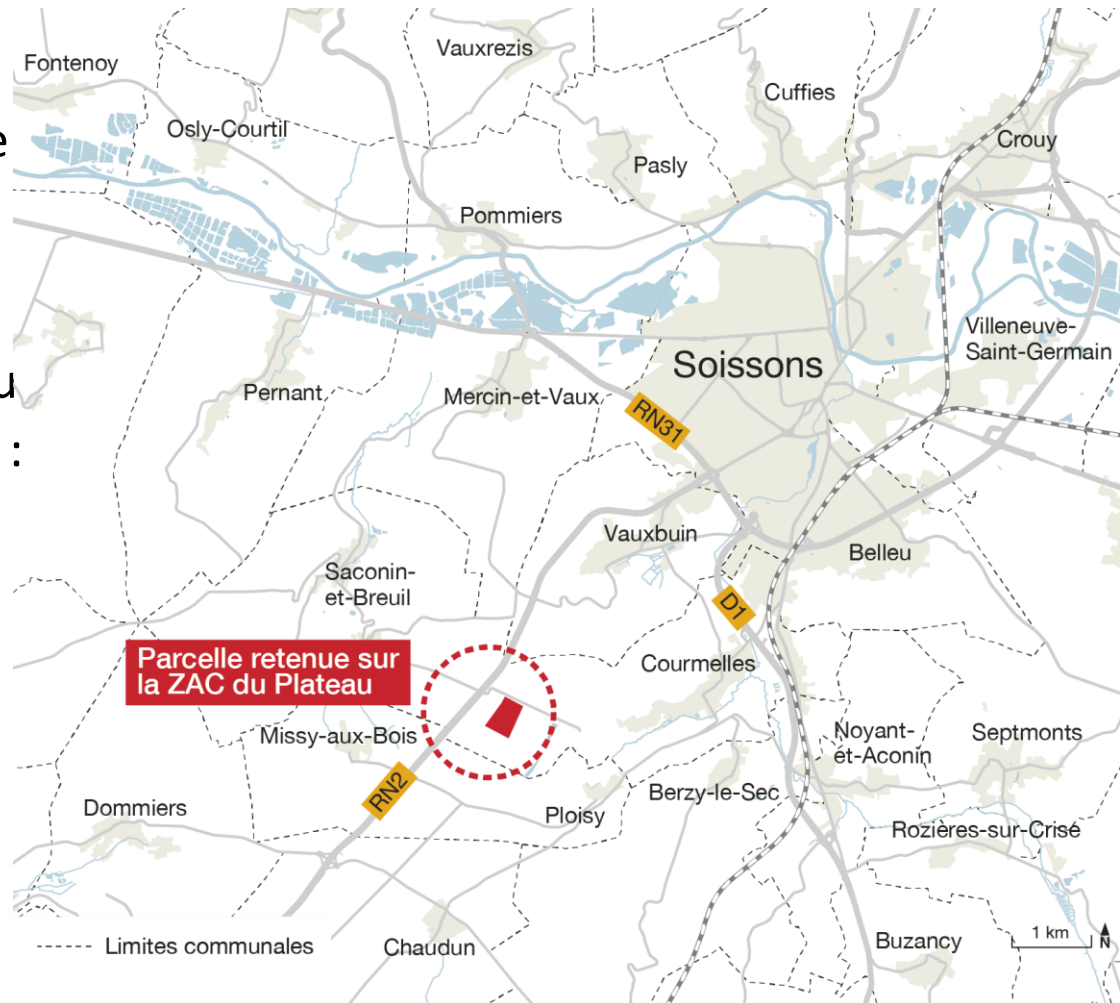 Vauxrezis
Fontenoy
Cuffies
Osly-Courtil
Crouy
e
Pasly
Pommiers
Villeneuve-
Saint-Germain
Soissons
u
Pernant
Mercin-et-Vaux
RN31
:
Vauxbuin
Belleu
Saconin-
et-Breuil
D1
Parcelle retenue sur
la ZAC du Plateau
Courmelles
Missy-aux-Bois
Noyant-
et-Aconin
Septmonts
RN2
Berzy-le-Sec
Dommiers
Ploisy
Rozières-sur-Crisé
1 km
N
Buzancy
Limites communales
Chaudun